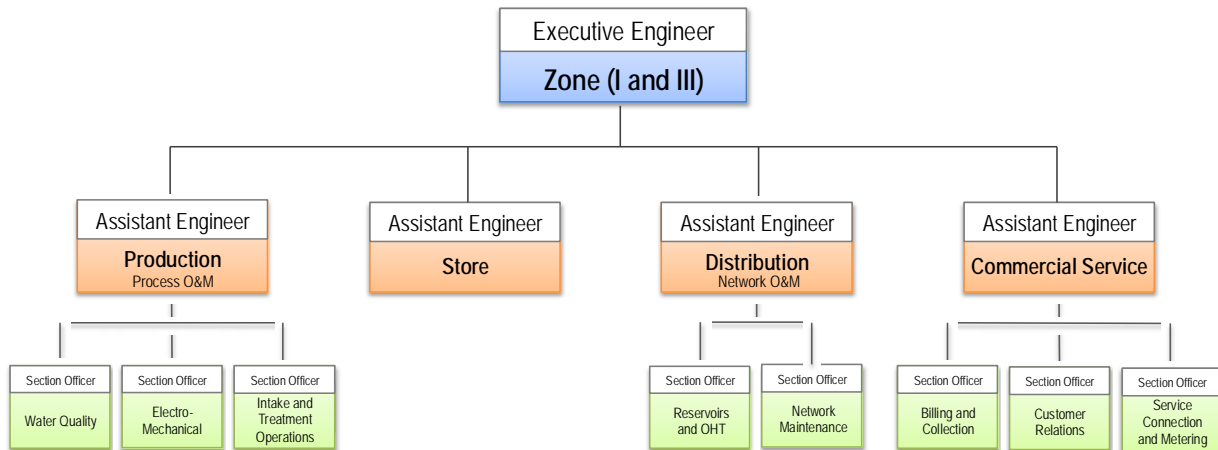 Executive Engineer
Zone (I and III)
Assistant Engineer
Production
Process O&M
Assistant Engineer
Store
Assistant Engineer
Distribution
Network O&M
Assistant Engineer
Commercial Service
Section Officer
Water Quality
Section Officer
Electro-
Mechanical
Section Officer
Intake and
Treatment
Operations
Section Officer
Reservoirs
and OHT
Section Officer
Network
Maintenance
Section Officer
Billing and
Collection
Section Officer
Customer
Relations
Section Officer
Service
Connection
and Metering